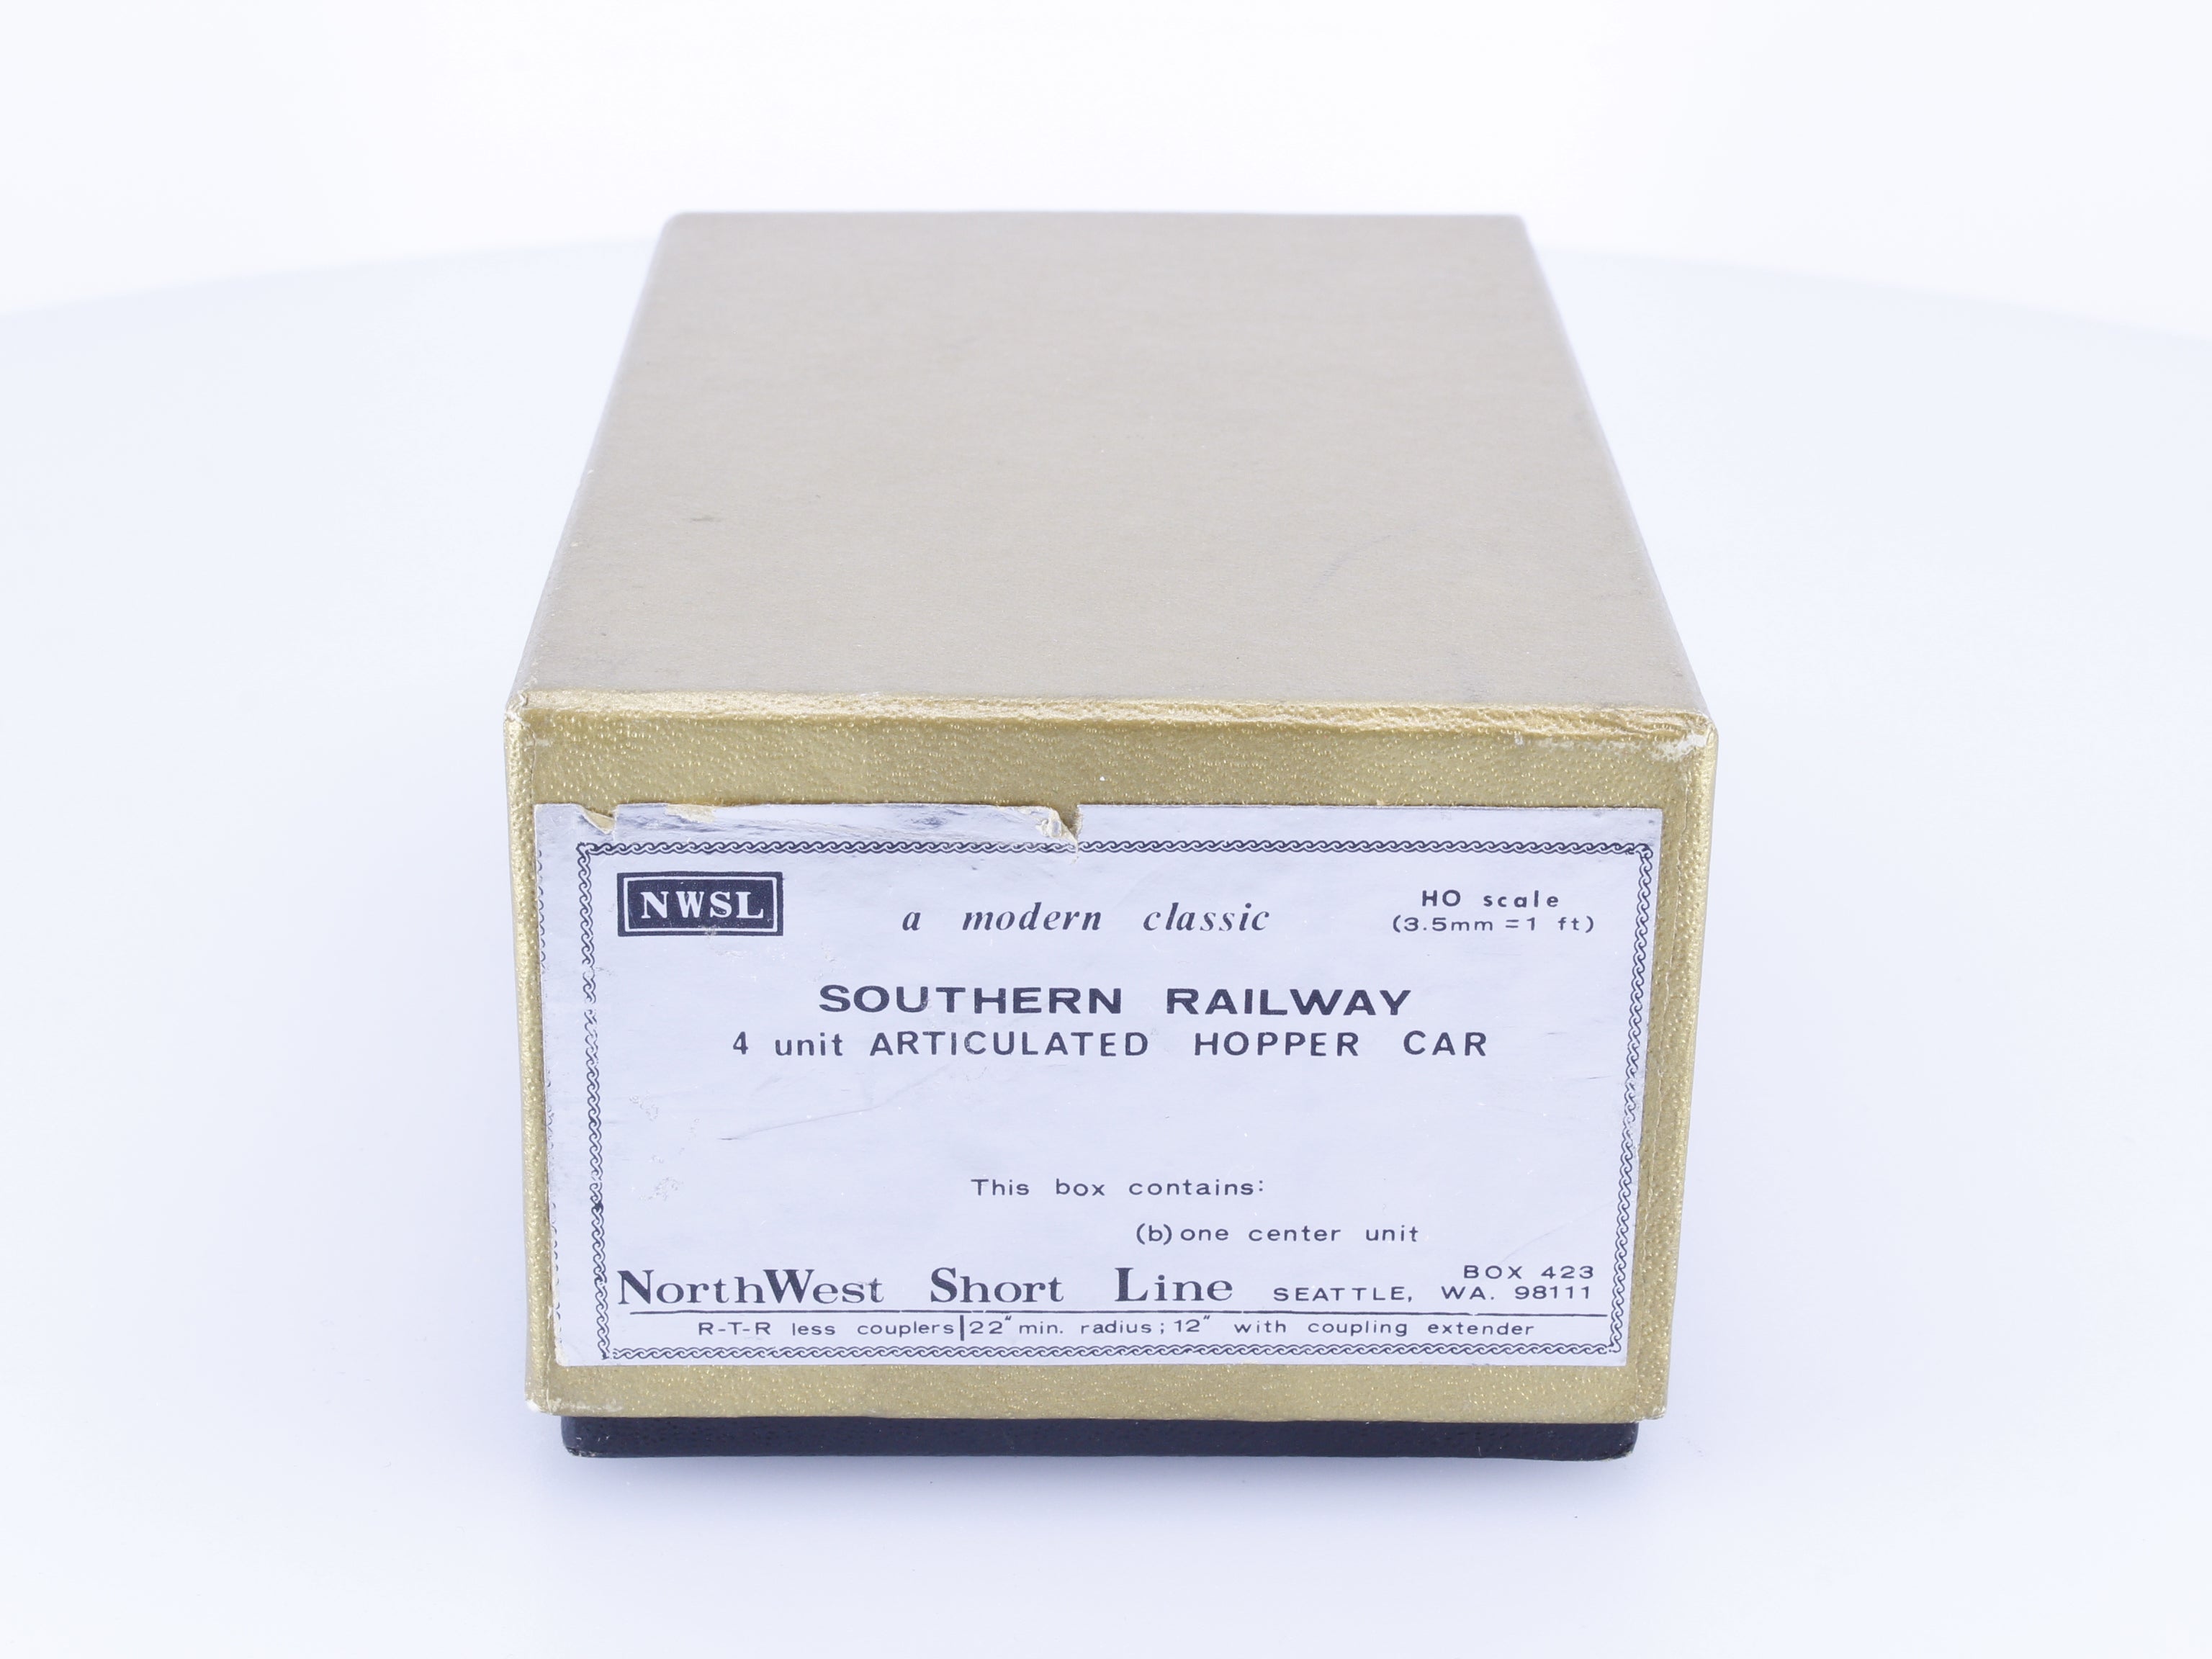 NWSL
a modern classic
HO scale
(3.5mm = 1 ft)
SOUTHERN RAILWAY
4 unit ARTICULATED HOPPER CAR
This box contains:
(b) one center unit
NorthWest Short Line SEATTLE, WA. 98111
BOX 423
R-T-R less couplers | 22" min. radius; 12" with coupling extender